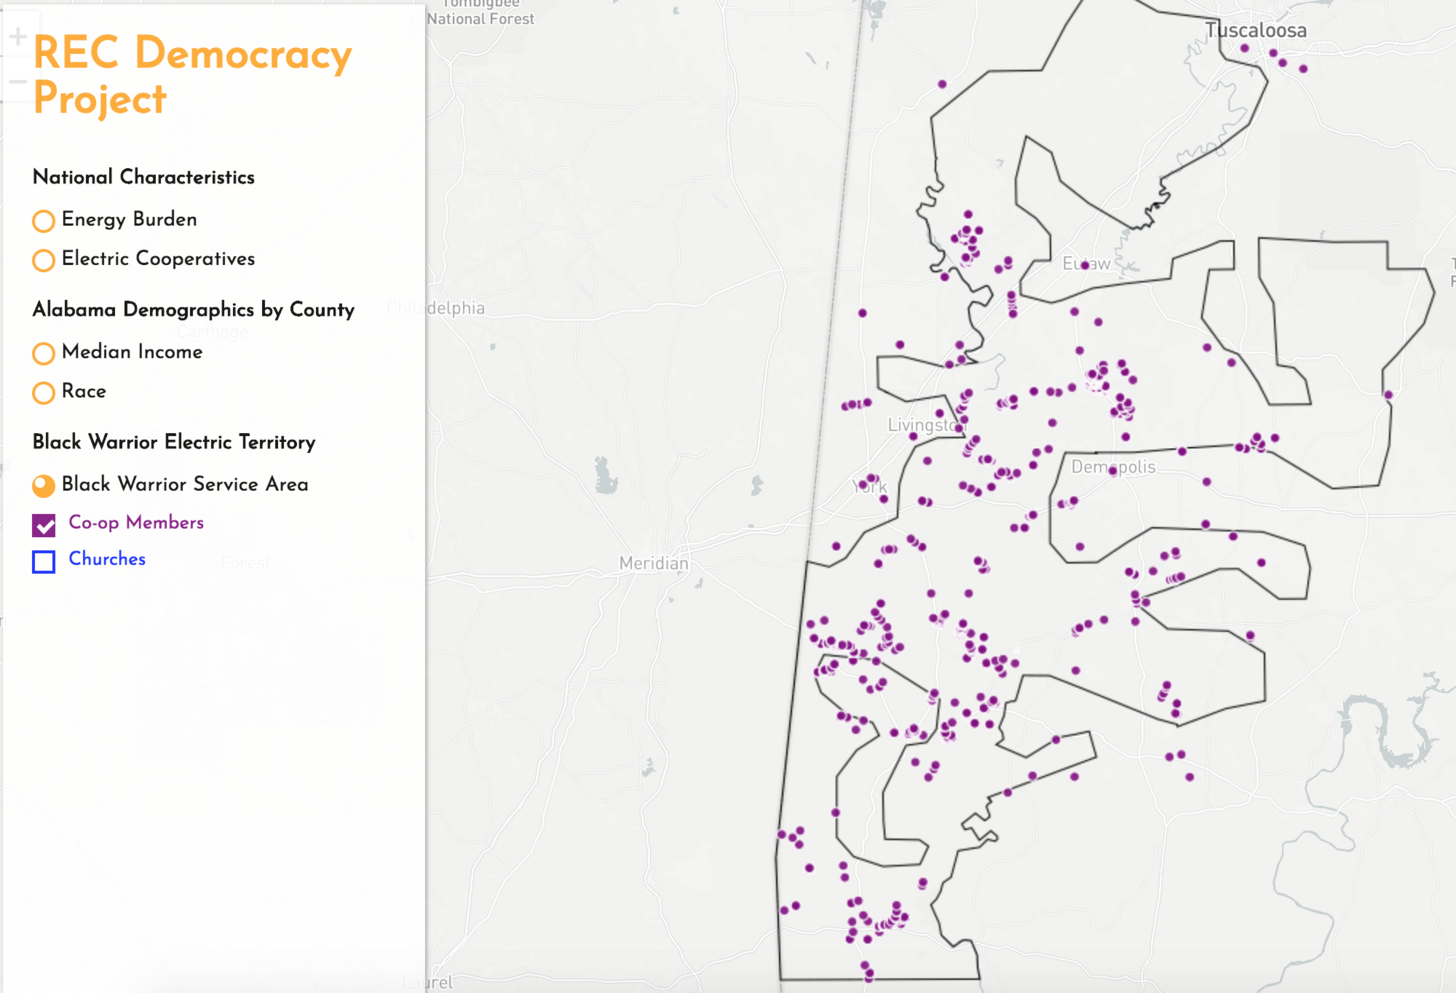 REC Democracy
Project
National Characteristics
Energy Burden
Electric Cooperatives
Alabama Demographics by County
Median Income
Race
Black Warrior Electric Territory
Black Warrior Service Area
Co-op Members
Churches
Tombigbee
National Forest
Tuscaloosa
Eutaw
Philadelphia
Carthage
Livingston
Demopolis
York
Meridian
Forest
Laurel
+
−